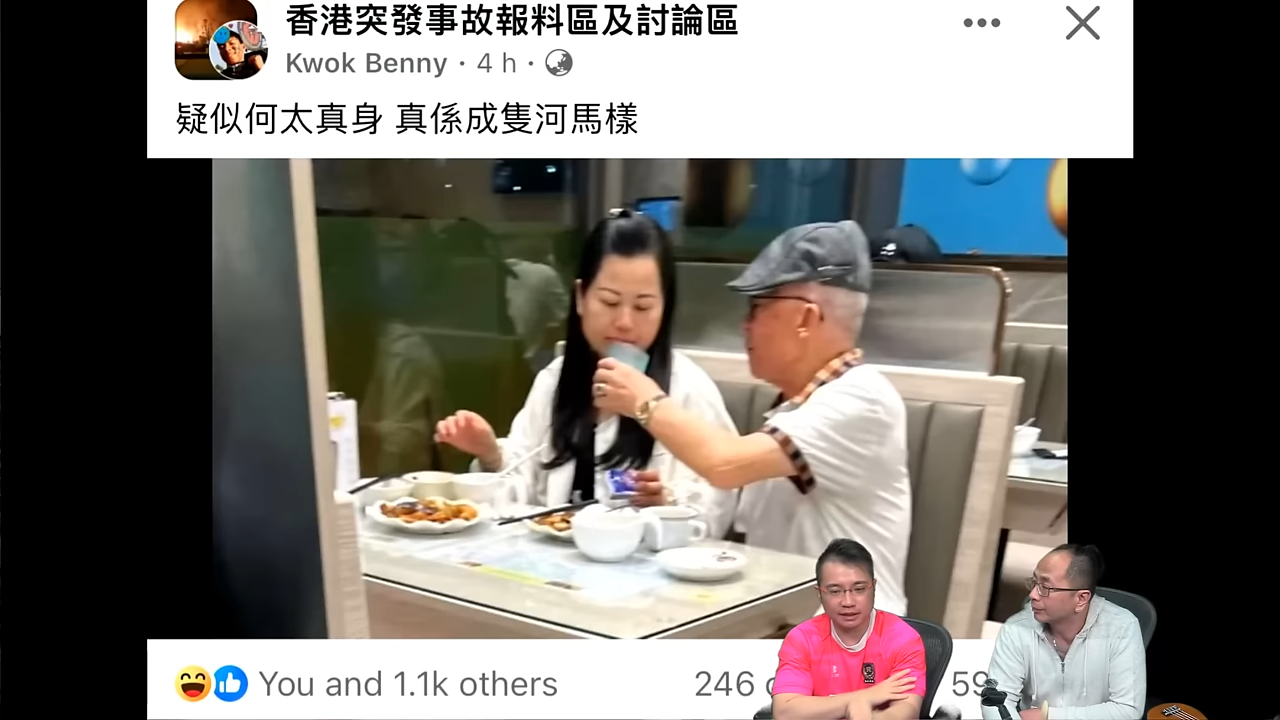 香港突發事故報料區及討論區
Kwok Benny · 4 h ·
疑似何太真身 真係成隻河馬樣
You and 1.1k others
246
59